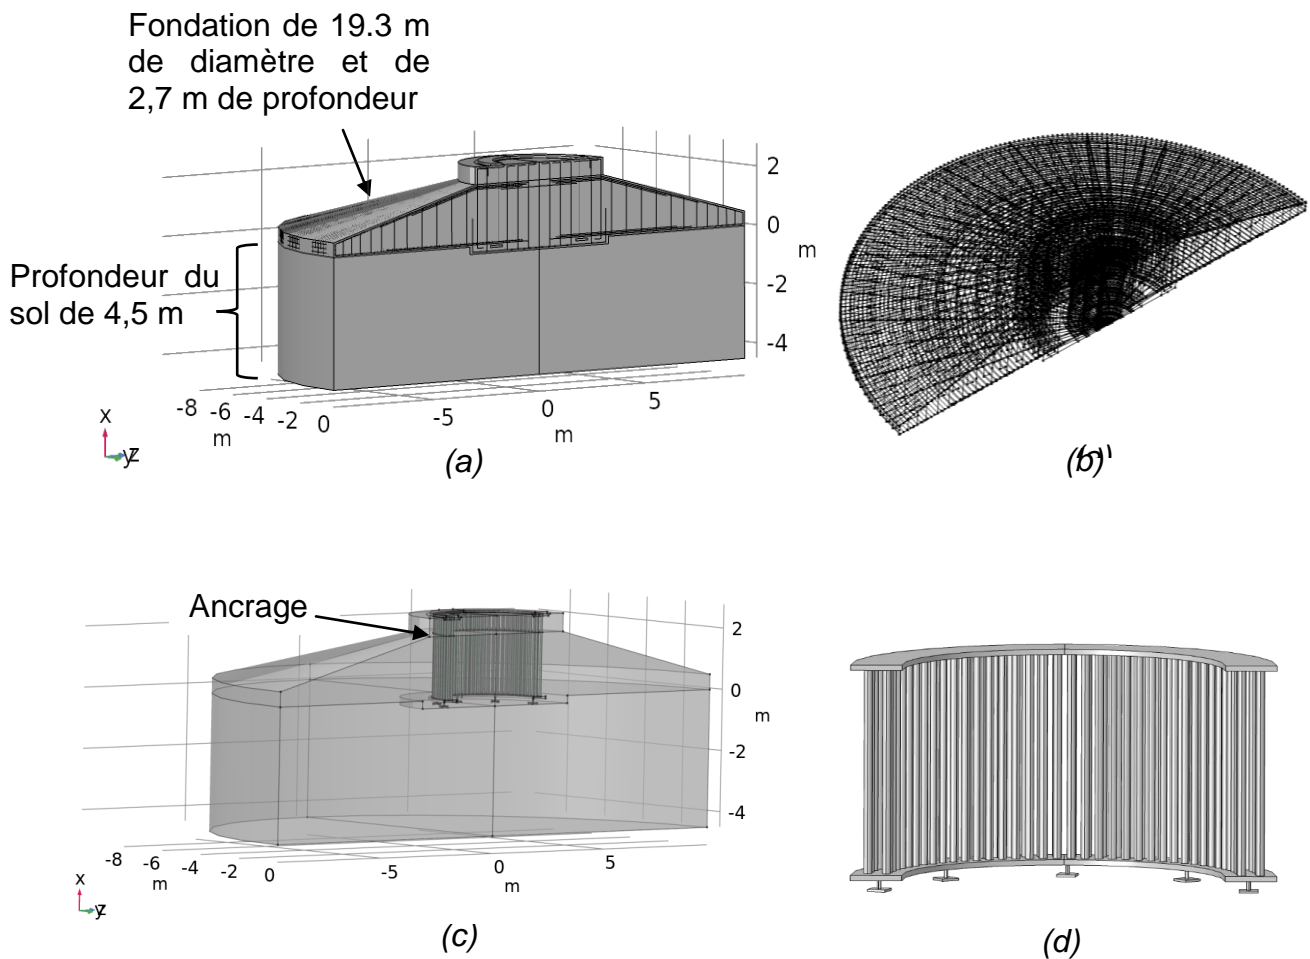 Fondation de 19.3 m
de diamètre et de
2,7 m de profondeur
2
0
m
-2
-4
Profondeur du
sol de 4,5 m
-8 -6 -4 -2 0 -5 0 5
m m
x
y z
(a)
(b)
Ancrage
2
0
m
-2
-4
-8 -6 -4 -2 0 -5 0 5
m m
x
y z
(c)
(d)